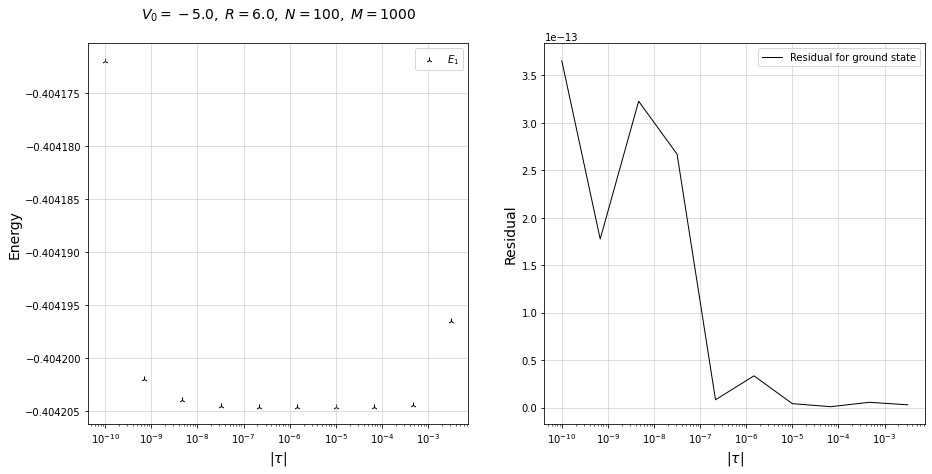 V₀ = −5.0, R = 6.0, N = 100, M = 1000
E₁
−0.404175
−0.404180
−0.404185
−0.404190
−0.404195
−0.404200
−0.404205
Energy
10⁻¹⁰ 10⁻⁹ 10⁻⁸ 10⁻⁷ 10⁻⁶ 10⁻⁵ 10⁻⁴ 10⁻³
|τ|
1e−13
Residual for ground state
3.5
3.0
2.5
2.0
1.5
1.0
0.5
0.0
Residual
10⁻¹⁰ 10⁻⁹ 10⁻⁸ 10⁻⁷ 10⁻⁶ 10⁻⁵ 10⁻⁴ 10⁻³
|τ|